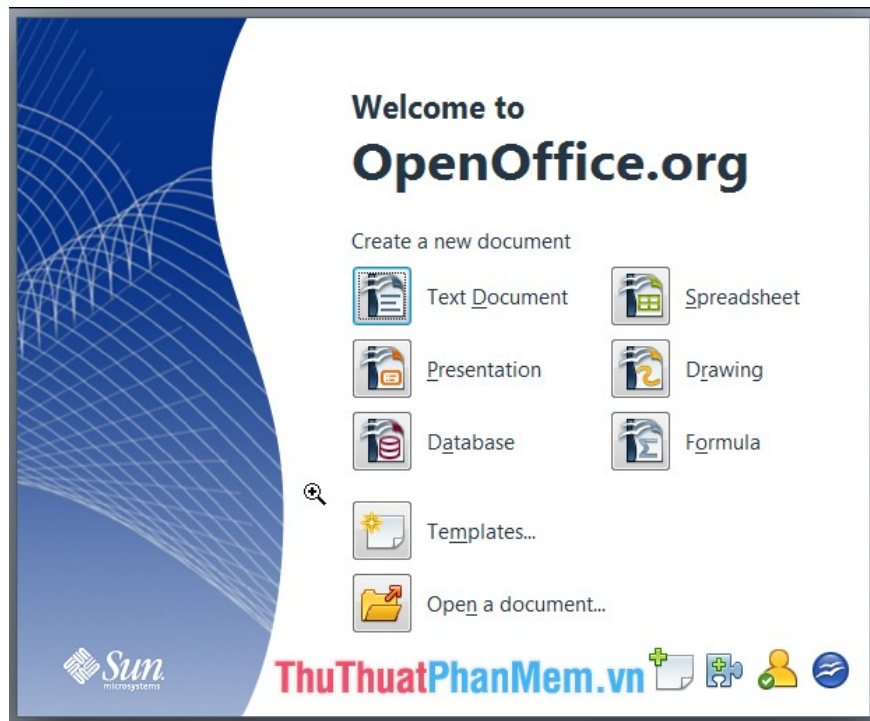 Welcome to
OpenOffice.org
Create a new document
Text Document
Spreadsheet
Presentation
Drawing
Database
Formula
Templates...
Open a document...
Sun
microsystems
ThuThuatPhanMem.vn